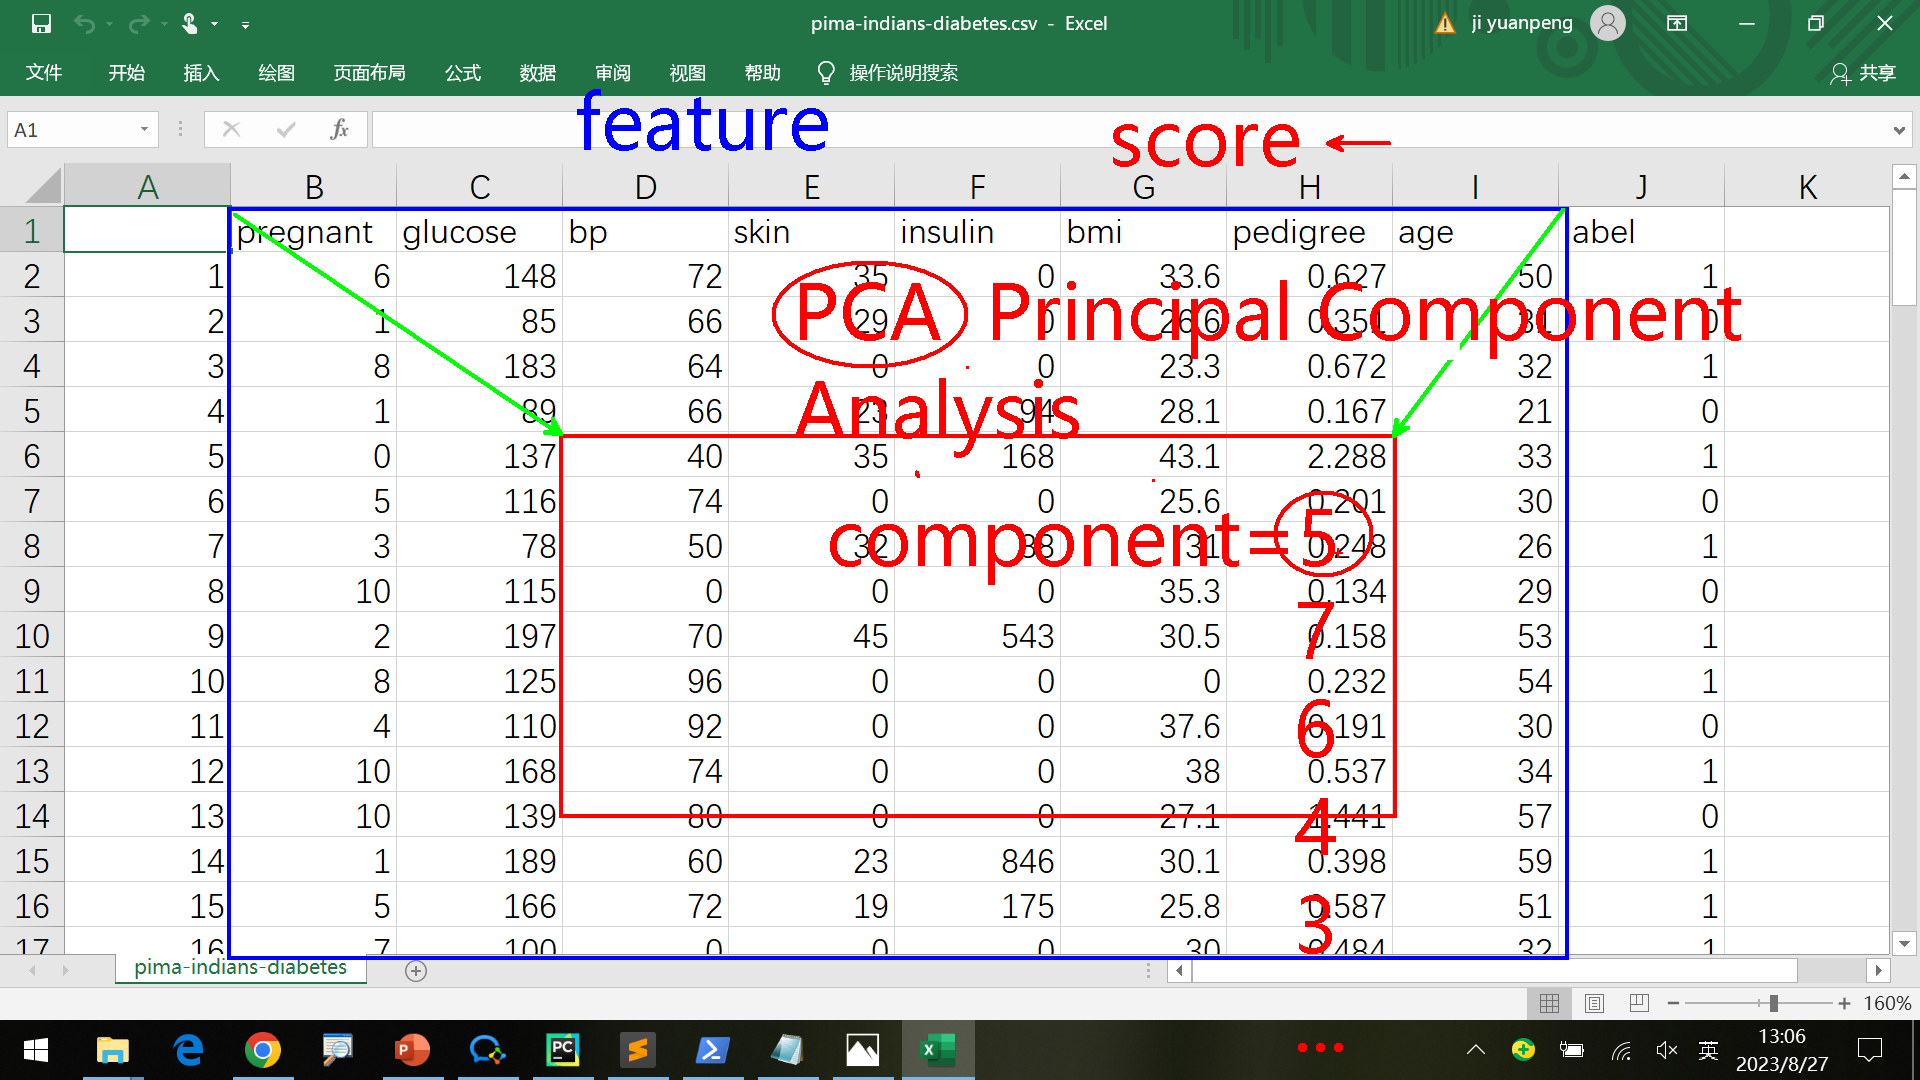 pima-indians-diabetes.csv - Excel
ji yuanpeng
文件 开始 插入 绘图 页面布局 公式 数据 审阅 视图 帮助 操作说明搜索 共享
A1 fx
feature
score ←
A B C D E F G H I J K
1 pregnant glucose bp skin insulin bmi pedigree age abel
2 1 6 148 72 35 0 33.6 0.627 50 1
PCA Principal Component
3 2 1 85 66 29 0 26.6 0.351 31 0
4 3 8 183 64 0 0 23.3 0.672 32 1
Analysis
5 4 1 89 66 23 94 28.1 0.167 21 0
6 5 0 137 40 35 168 43.1 2.288 33 1
7 6 5 116 74 0 0 25.6 0.201 30 0
component=5
8 7 3 78 50 32 88 31 0.248 26 1
9 8 10 115 0 0 0 35.3 0.134 29 0
7
10 9 2 197 70 45 543 30.5 0.158 53 1
11 10 8 125 96 0 0 0 0.232 54 1
6
12 11 4 110 92 0 0 37.6 0.191 30 0
13 12 10 168 74 0 0 38 0.537 34 1
4
14 13 10 139 80 0 0 27.1 1.441 57 0
15 14 1 189 60 23 846 30.1 0.398 59 1
16 15 5 166 72 19 175 25.8 0.587 51 1
3
17 16 7 100 0 0 0 30 0.484 32 1
pima-indians-diabetes
160%
英
13:06
2023/8/27